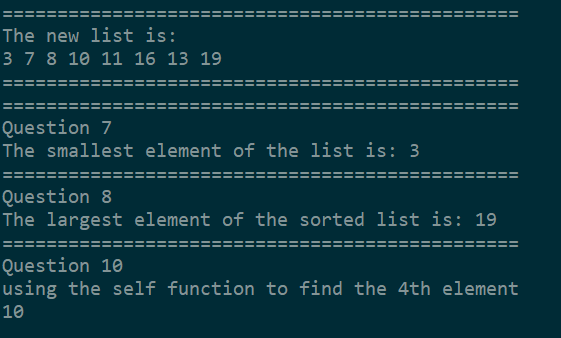 ===============================================
The new list is:
3 7 8 10 11 16 13 19
===============================================
===============================================
Question 7
The smallest element of the list is: 3
===============================================
Question 8
The largest element of the sorted list is: 19
===============================================
Question 10
using the self function to find the 4th element
10